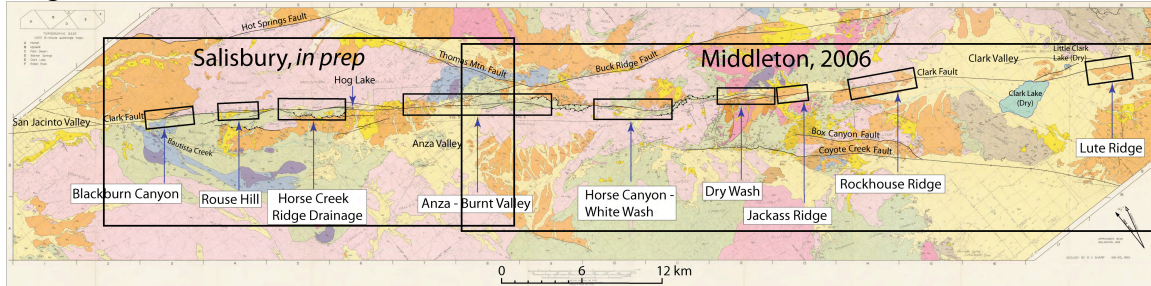 Hot Springs Fault
Salisbury, in prep
Thomas Mtn. Fault
Buck Ridge Fault
Middleton, 2006
Clark Valley
Little Clark
Lake (Dry)
Hog Lake
Clark Fault
Clark Lake
(Dry)
San Jacinto Valley
Clark Fault
Bautista Creek
Anza Valley
Box Canyon Fault
Coyote Creek Fault
Lute Ridge
Blackburn Canyon
Rouse Hill
Horse Creek
Ridge Drainage
Anza - Burnt Valley
Horse Canyon -
White Wash
Dry Wash
Jackass Ridge
Rockhouse Ridge
0 6 12 km